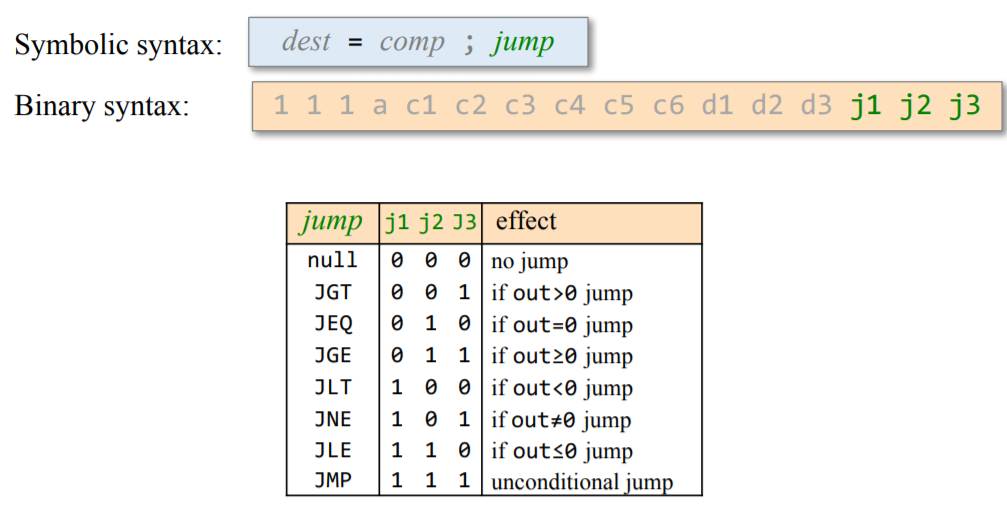 Symbolic syntax: dest = comp ; jump
Binary syntax: 1 1 1 a c1 c2 c3 c4 c5 c6 d1 d2 d3 j1 j2 j3
jump j1 j2 J3 effect
null 0 0 0 no jump
JGT 0 0 1 if out>0 jump
JEQ 0 1 0 if out=0 jump
JGE 0 1 1 if out≥0 jump
JLT 1 0 0 if out<0 jump
JNE 1 0 1 if out≠0 jump
JLE 1 1 0 if out≤0 jump
JMP 1 1 1 unconditional jump